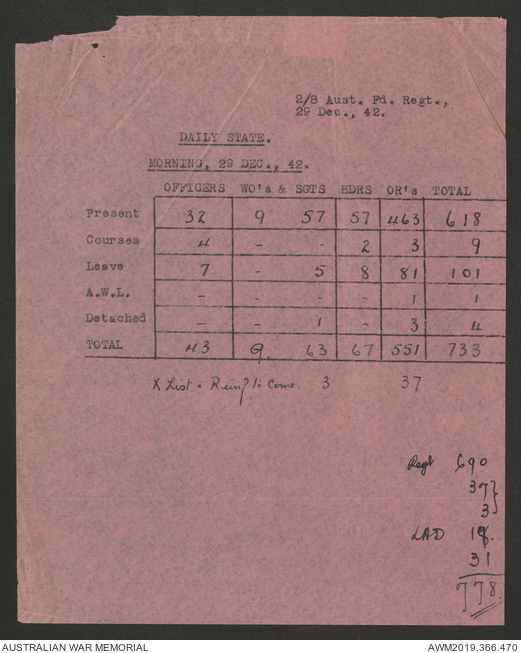 2/8 Aust. Fd. Regt.,
29 Dec., 42.
DAILY STATE.
MORNING, 29 DEC., 42.
OFFICERS WO's & SGTS BDRS OR's TOTAL
Present 32 9 57 57 463 618
Courses 4 - - 2 3 9
Leave 7 - 5 8 81 101
A.W.L. - - - - 1 1
Detached - - 1 - 3 4
TOTAL 43 9. 63 67 551 733
X List & Rein? to Come 3 37
Regt 690
37}
3
LAD
31
778.
AUSTRALIAN WAR MEMORIAL AWM2019.366.470